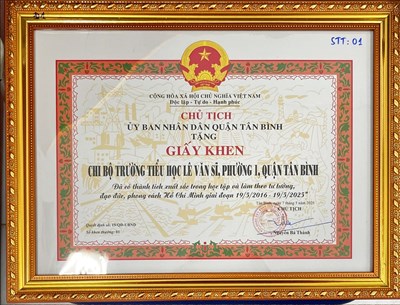 STT: 01
CỘNG HÒA XÃ HỘI CHỦ NGHĨA VIỆT NAM
Độc lập - Tự do - Hạnh phúc
CHỦ TỊCH
ỦY BAN NHÂN DÂN QUẬN TÂN BÌNH
TẶNG
GIẤY KHEN
CHI BỘ TRƯỜNG TIỂU HỌC LÊ VĂN SĨ, PHƯỜNG 1, QUẬN TÂN BÌNH
Đã có thành tích xuất sắc trong học tập và làm theo tư tưởng,
đạo đức, phong cách Hồ Chí Minh giai đoạn 19/5/2016 - 19/5/2025
CHỦ TỊCH
Nguyễn Bá Thành